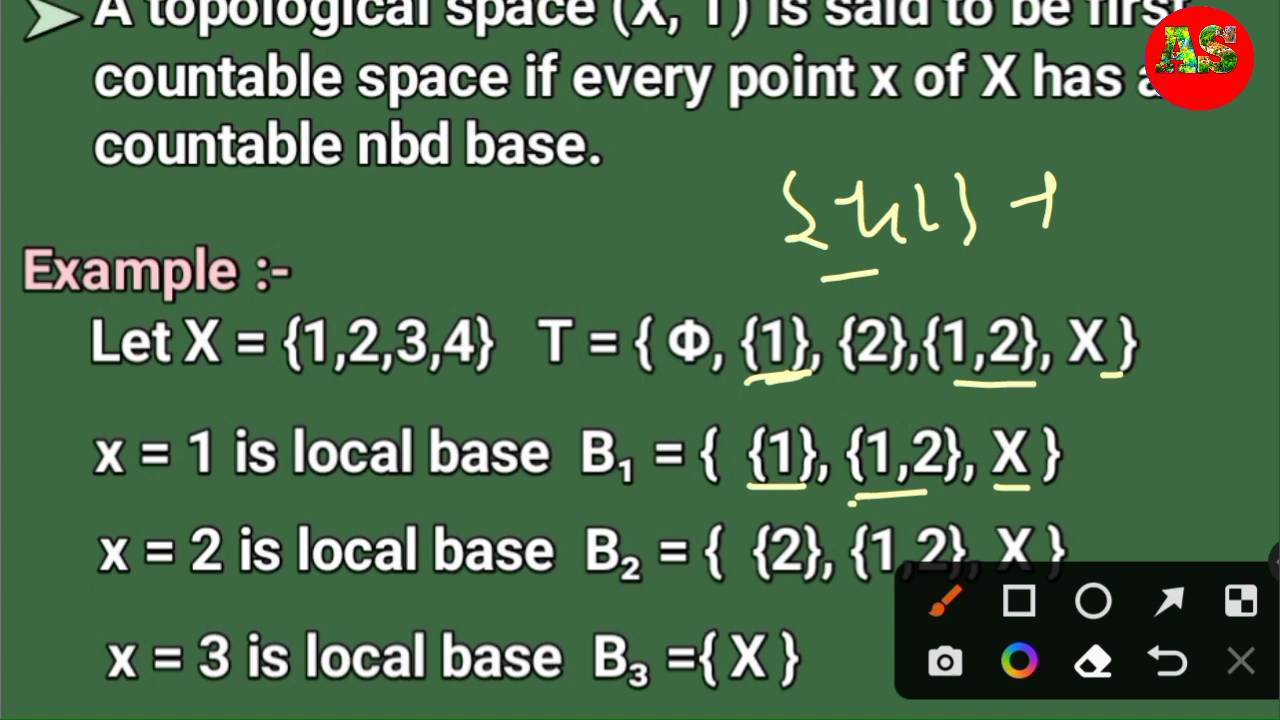 A topological space (X, T) is said to be first
AS
countable space if every point x of X has a
countable nbd base.
Example :-
Let X = {1,2,3,4} T = { Φ, {1}, {2},{1,2}, X }
x = 1 is local base B₁ = { {1}, {1,2}, X }
x = 2 is local base B₂ = { {2}, {1,2}, X }
x = 3 is local base B₃ ={ X }